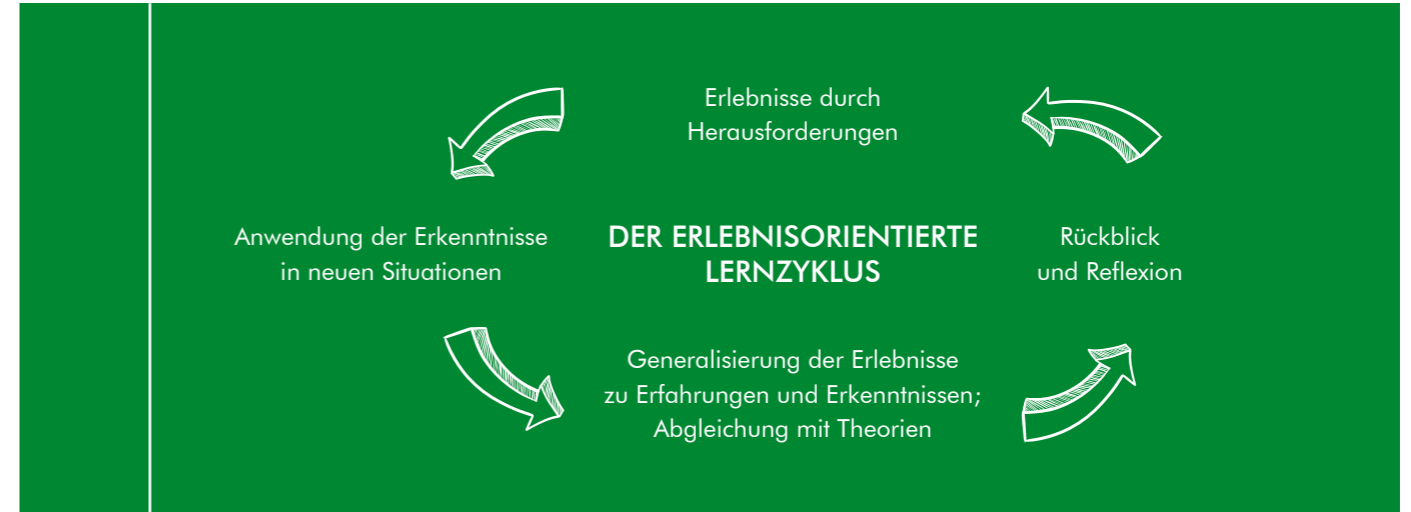 Erlebnisse durch
Herausforderungen
Anwendung der Erkenntnisse
in neuen Situationen
DER ERLEBNISORIENTIERTE
LERNZYKLUS
Rückblick
und Reflexion
Generalisierung der Erlebnisse
zu Erfahrungen und Erkenntnissen;
Abgleichung mit Theorien